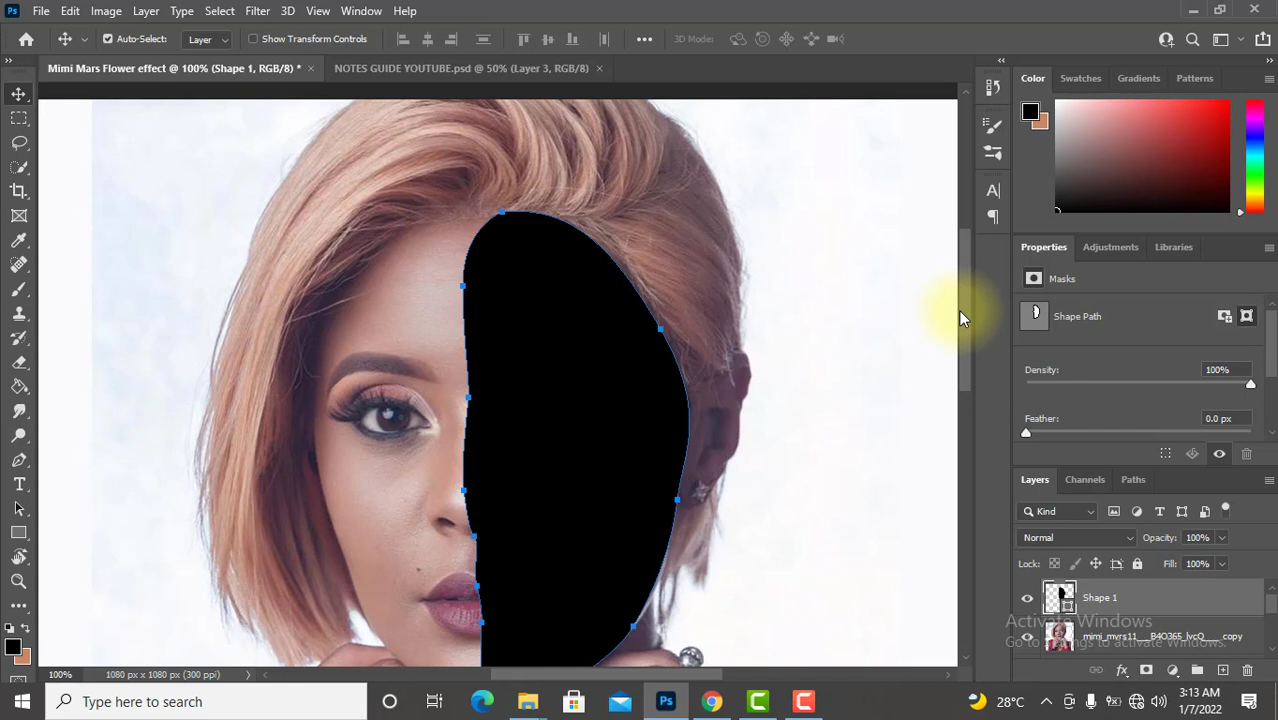 Ps File Edit Image Layer Type Select Filter 3D View Window Help
Auto-Select: Layer Show Transform Controls 3D Mode:
Mimi Mars Flower effect @ 100% (Shape 1, RGB/8) * × NOTES GUIDE YOUTUBE.psd @ 50% (Layer 3, RGB/8) ×
Color Swatches Gradients Patterns
Properties Adjustments Libraries
Masks
Shape Path
Density: 100%
Feather: 0.0 px
Layers Channels Paths
Kind
Normal Opacity: 100%
Lock: Fill: 100%
Shape 1
Activate Windows
mimi_mvrs11___B4O365_lvcQ___ copy
Go to Settings to activate Windows.
100% 1080 px x 1080 px (300 ppi)
Type here to search
Ps
28°C
3:13 AM
1/7/2022